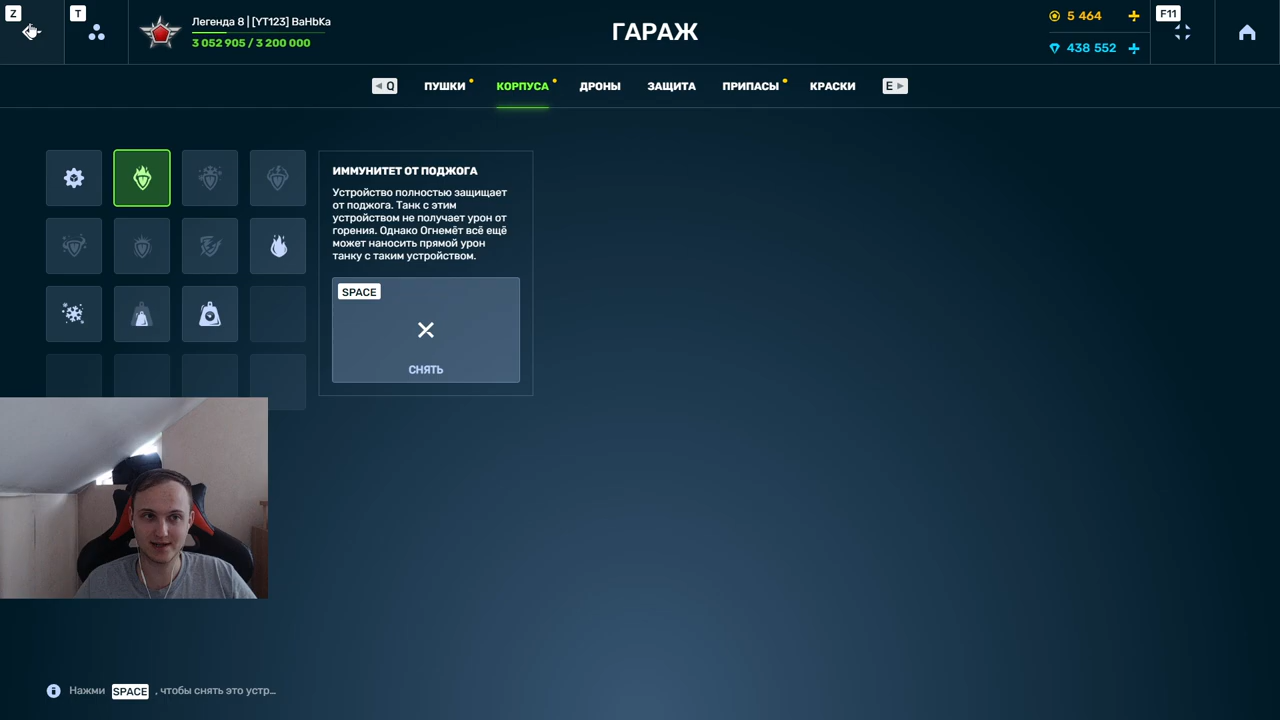 Z
T
Легенда 8 | [YT123] BaHbKa
3 052 905 / 3 200 000
ГАРАЖ
5 464
438 552
F11
Q
ПУШКИ
КОРПУСА
ДРОНЫ
ЗАЩИТА
ПРИПАСЫ
КРАСКИ
E
ИММУНИТЕТ ОТ ПОДЖОГА
Устройство полностью защищает
от поджога. Танк с этим
устройством не получает урон от
горения. Однако Огнемёт всё ещё
может наносить прямой урон
танку с таким устройством.
SPACE
СНЯТЬ
Нажми SPACE , чтобы снять это устр...